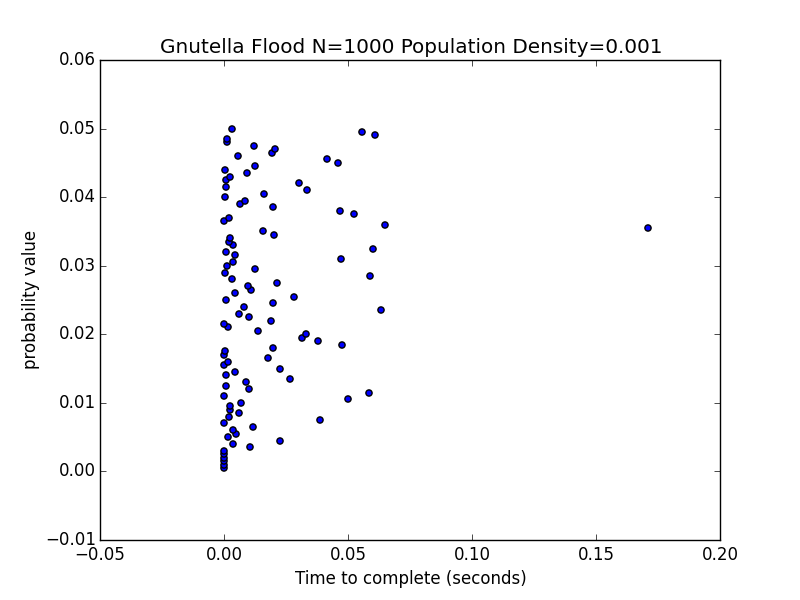 Gnutella Flood N=1000 Population Density=0.001
0.06
0.05
0.04
0.03
0.02
0.01
0.00
−0.01
probability value
−0.05 0.00 0.05 0.10 0.15 0.20
Time to complete (seconds)